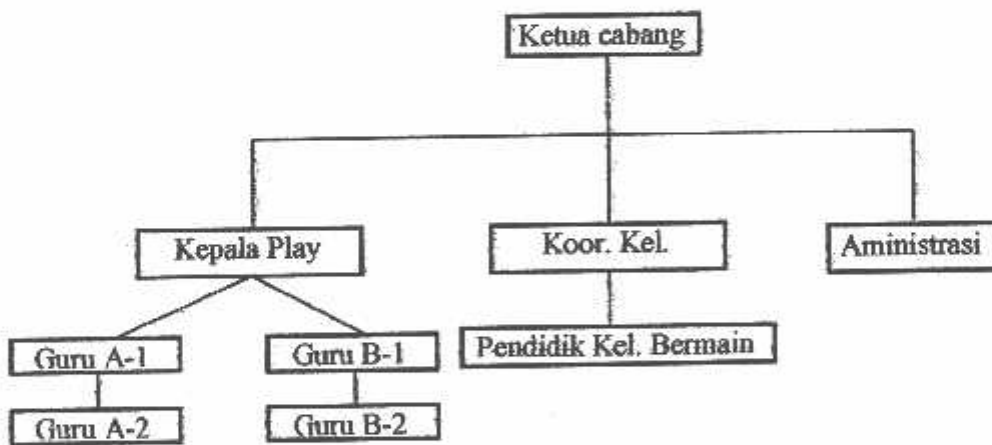 Ketua cabang
Kepala Play
Koor. Kel.
Aministrasi
Guru A-1
Guru B-1
Pendidik Kel. Bermain
Guru A-2
Guru B-2